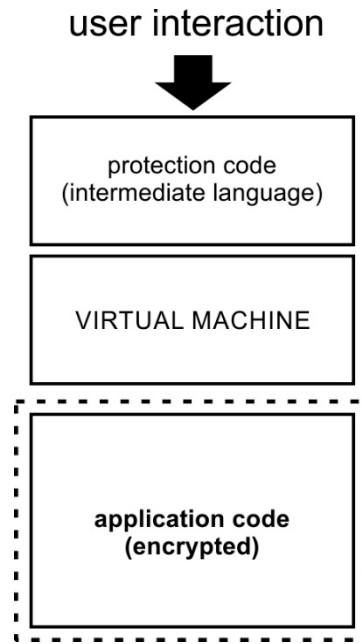 user interaction
protection code
(intermediate language)
VIRTUAL MACHINE
application code
(encrypted)